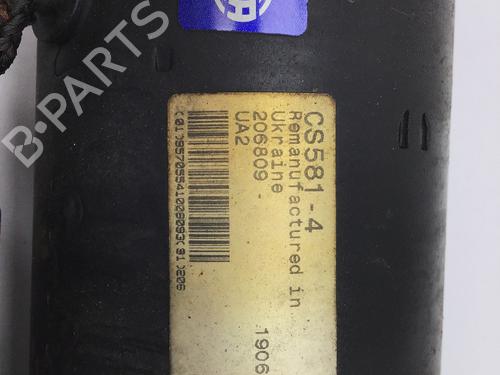 CS581-4
Remanufactured in
Ukraine
206809
UA2
1906
B-PARTS